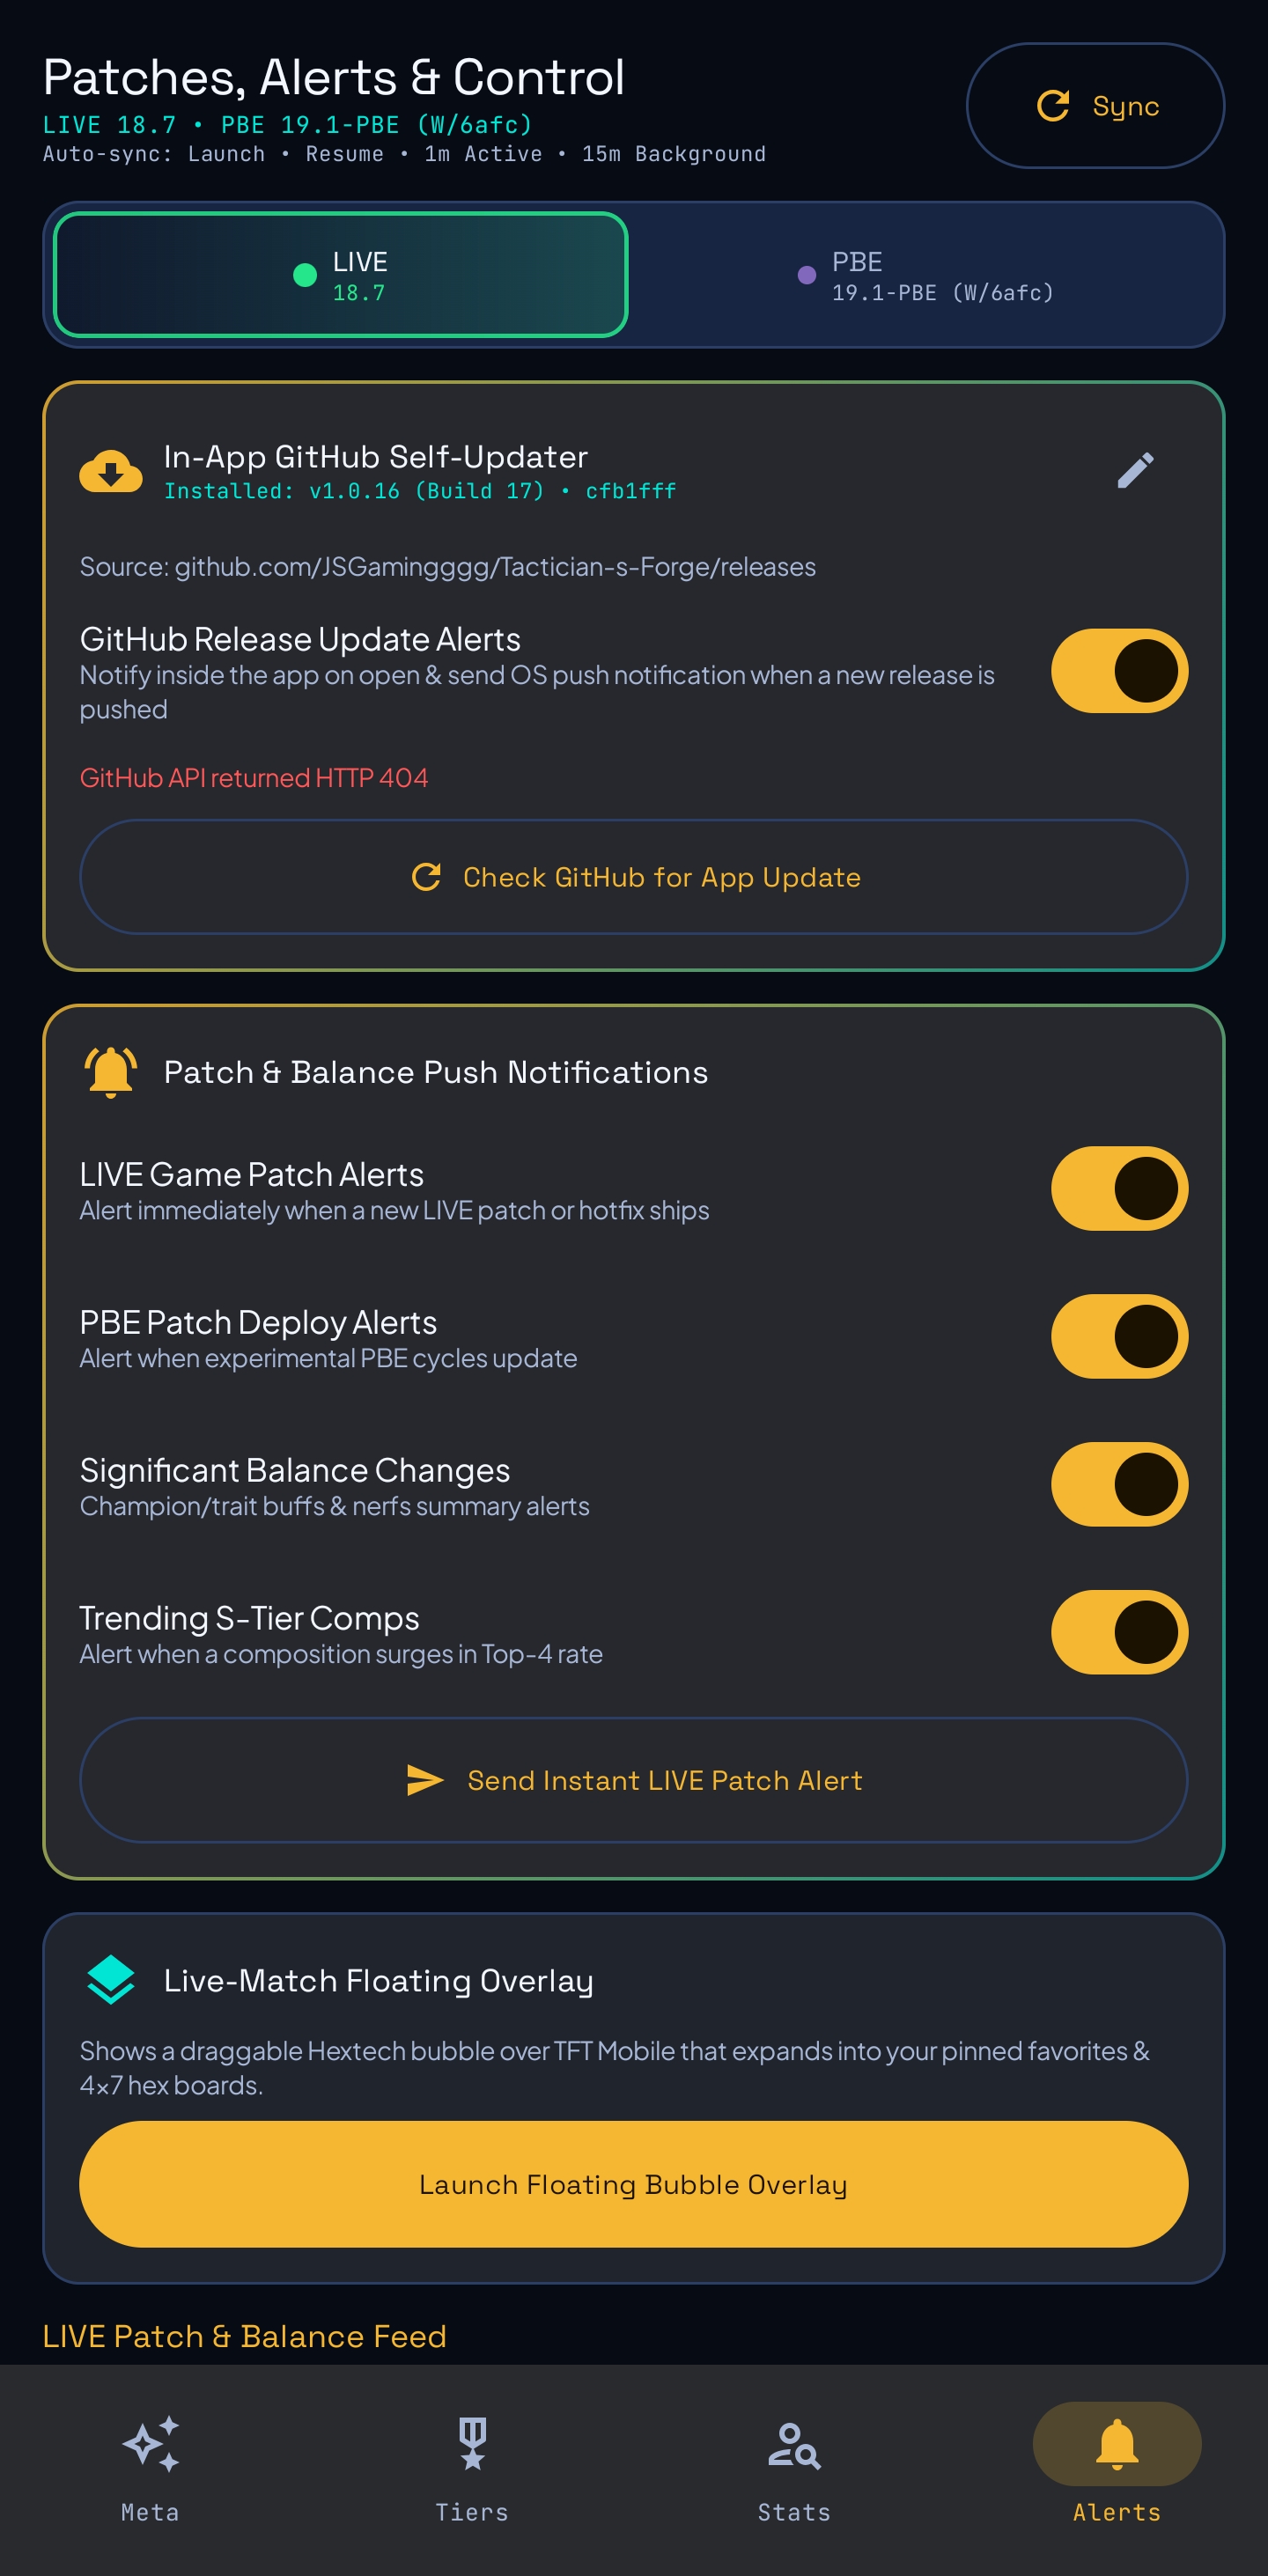 Patches, Alerts & Control
LIVE 18.7 • PBE 19.1-PBE (W/6afc)
Auto-sync: Launch • Resume • 1m Active • 15m Background
Sync
LIVE
18.7
PBE
19.1-PBE (W/6afc)
In-App GitHub Self-Updater
Installed: v1.0.16 (Build 17) • cfb1fff
Source: github.com/JSGamingggg/Tactician-s-Forge/releases
GitHub Release Update Alerts
Notify inside the app on open & send OS push notification when a new release is
pushed
GitHub API returned HTTP 404
Check GitHub for App Update
Patch & Balance Push Notifications
LIVE Game Patch Alerts
Alert immediately when a new LIVE patch or hotfix ships
PBE Patch Deploy Alerts
Alert when experimental PBE cycles update
Significant Balance Changes
Champion/trait buffs & nerfs summary alerts
Trending S-Tier Comps
Alert when a composition surges in Top-4 rate
Send Instant LIVE Patch Alert
Live-Match Floating Overlay
Shows a draggable Hextech bubble over TFT Mobile that expands into your pinned favorites &
4×7 hex boards.
Launch Floating Bubble Overlay
LIVE Patch & Balance Feed
Meta
Tiers
Stats
Alerts